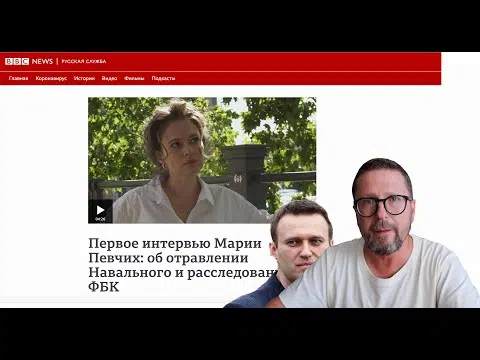 BBC NEWS | РУССКАЯ СЛУЖБА
Главная Коронавирус Истории Видео Фильмы Подкасты
04:26
Первое интервью Марии
Певчих: об отравлении
Навального и расследован
ФБК